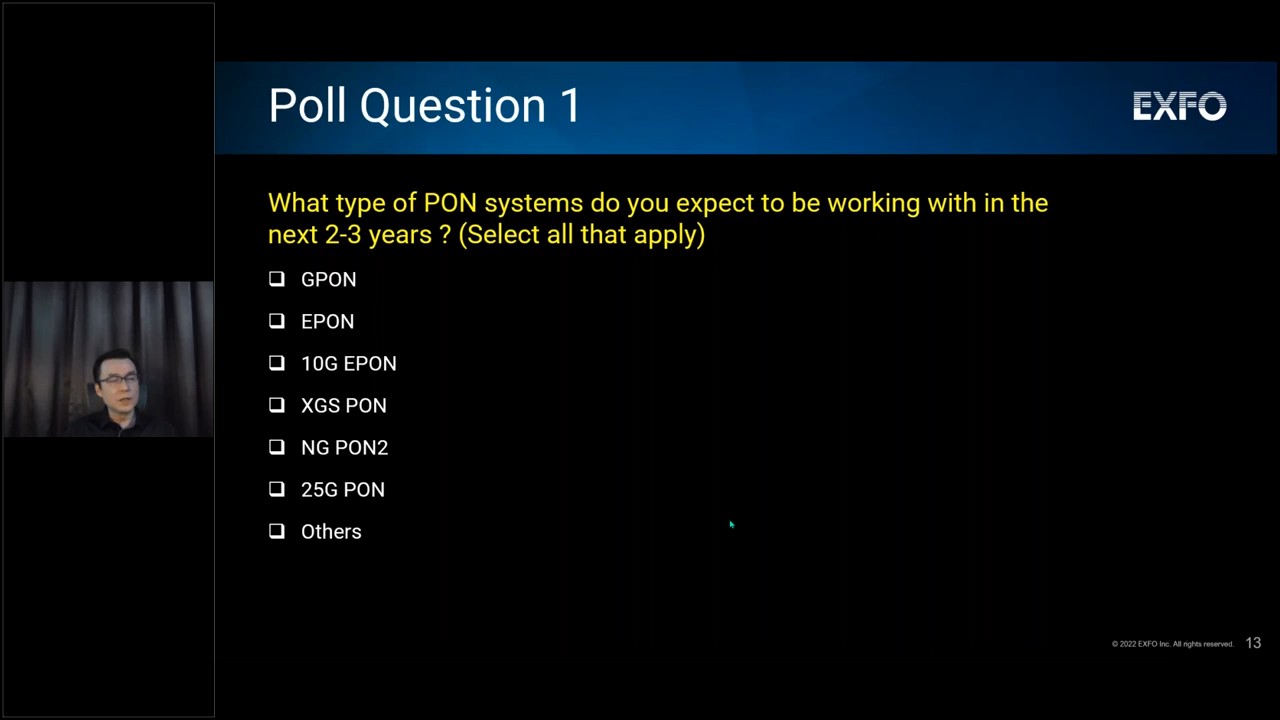 Poll Question 1
EXFO
What type of PON systems do you expect to be working with in the
next 2-3 years ? (Select all that apply)
GPON
EPON
10G EPON
XGS PON
NG PON2
25G PON
Others
© 2022 EXFO Inc. All rights reserved. 13